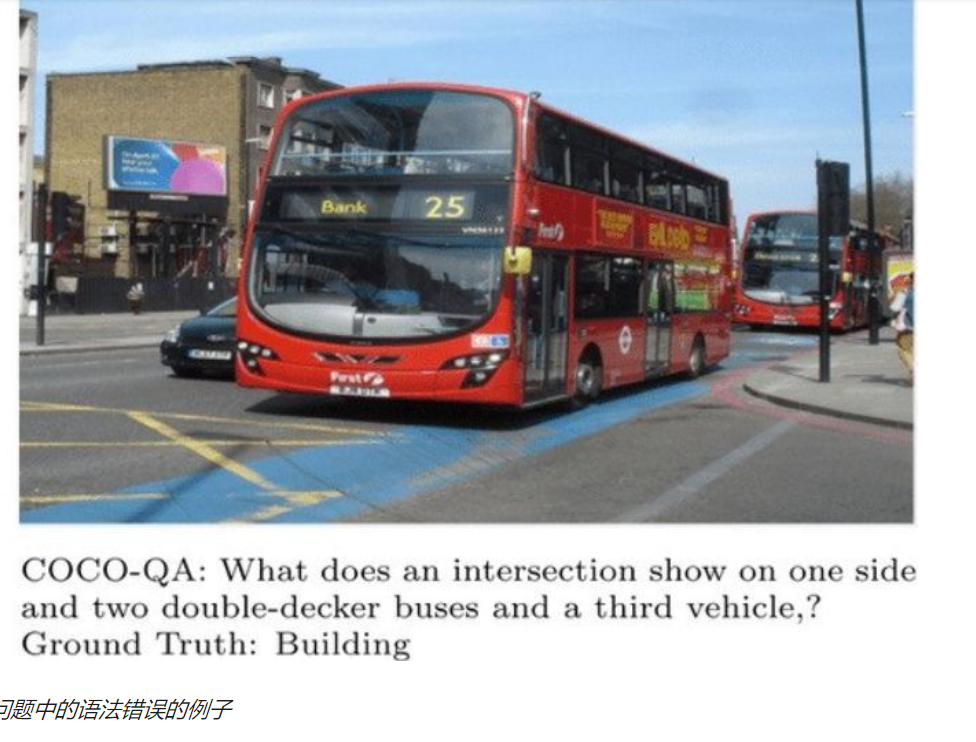 Bank 25
First
First
COCO-QA: What does an intersection show on one side
and two double-decker buses and a third vehicle,?
Ground Truth: Building
问题中的语法错误的例子